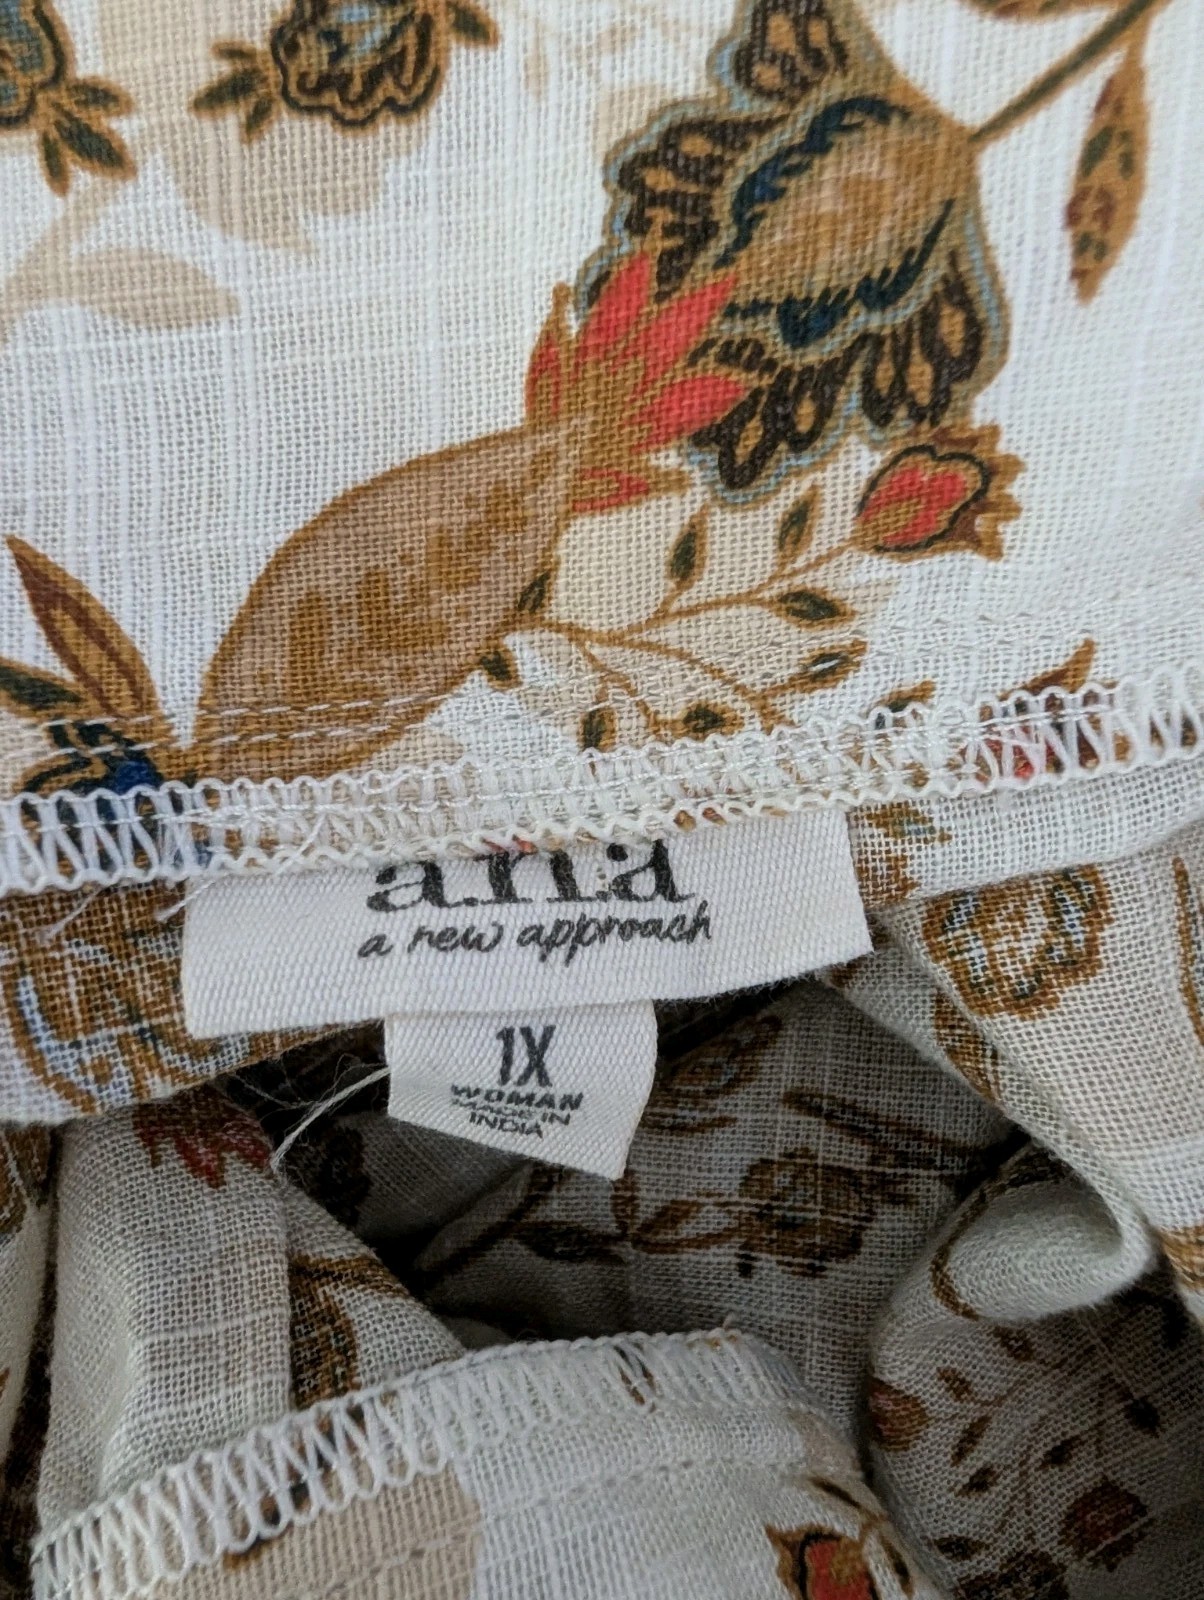 a.n.a
a new approach
1X
WOMAN
MADE IN
INDIA